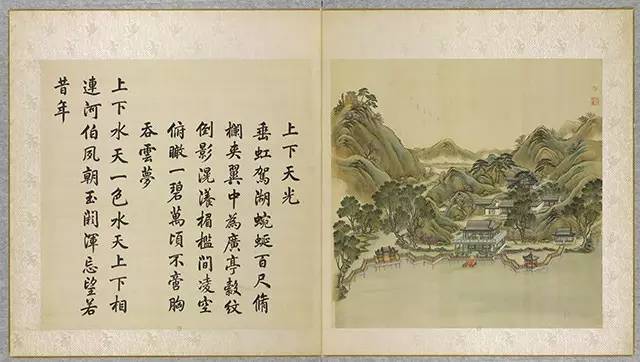 上下天光
垂虹駕湖蜿蜒百尺脩
欄夾翼中為廣亭縠紋
倒影滉瀁楣檻間凌空
俯瞰一碧萬頃不啻胸
吞雲夢
上下水天一色水天上下相
連河伯夙朝玉闕渾忘望若
昔年